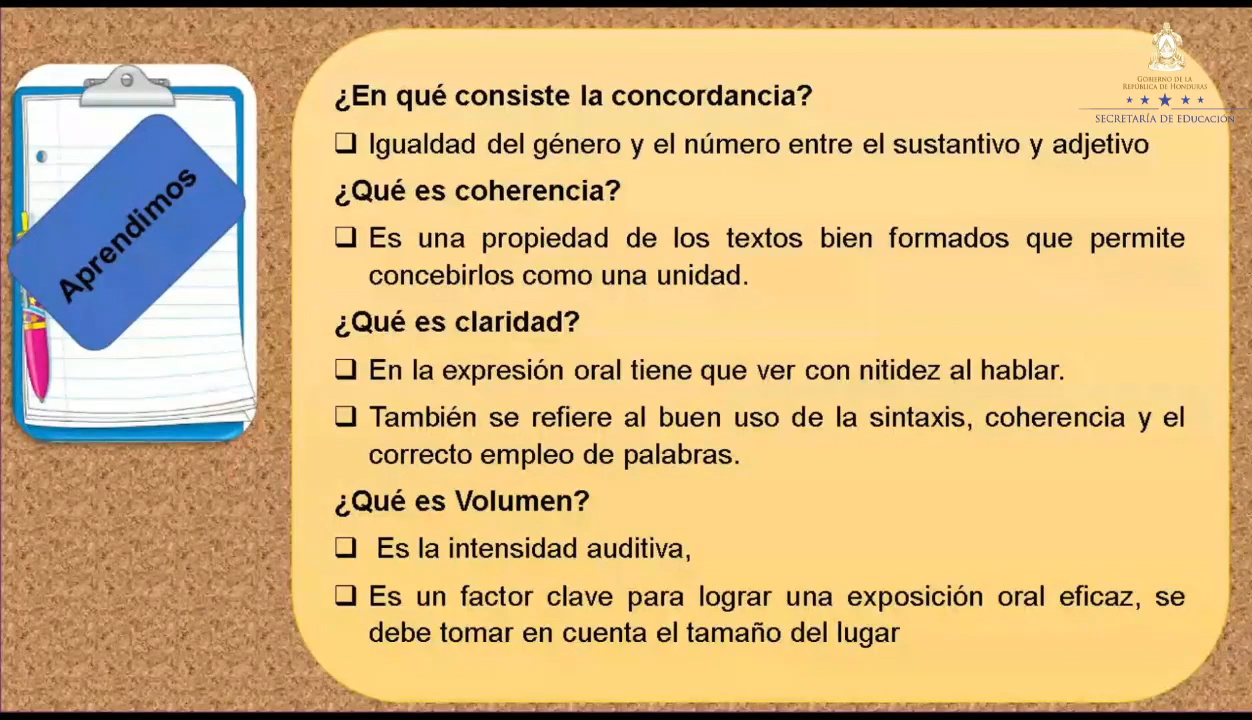 GOBIERNO DE LA
REPÚBLICA DE HONDURAS
SECRETARÍA DE EDUCACIÓN
Aprendimos
¿En qué consiste la concordancia?
❑ Igualdad del género y el número entre el sustantivo y adjetivo
¿Qué es coherencia?
❑ Es una propiedad de los textos bien formados que permite
concebirlos como una unidad.
¿Qué es claridad?
❑ En la expresión oral tiene que ver con nitidez al hablar.
❑ También se refiere al buen uso de la sintaxis, coherencia y el
correcto empleo de palabras.
¿Qué es Volumen?
❑ Es la intensidad auditiva,
❑ Es un factor clave para lograr una exposición oral eficaz, se
debe tomar en cuenta el tamaño del lugar